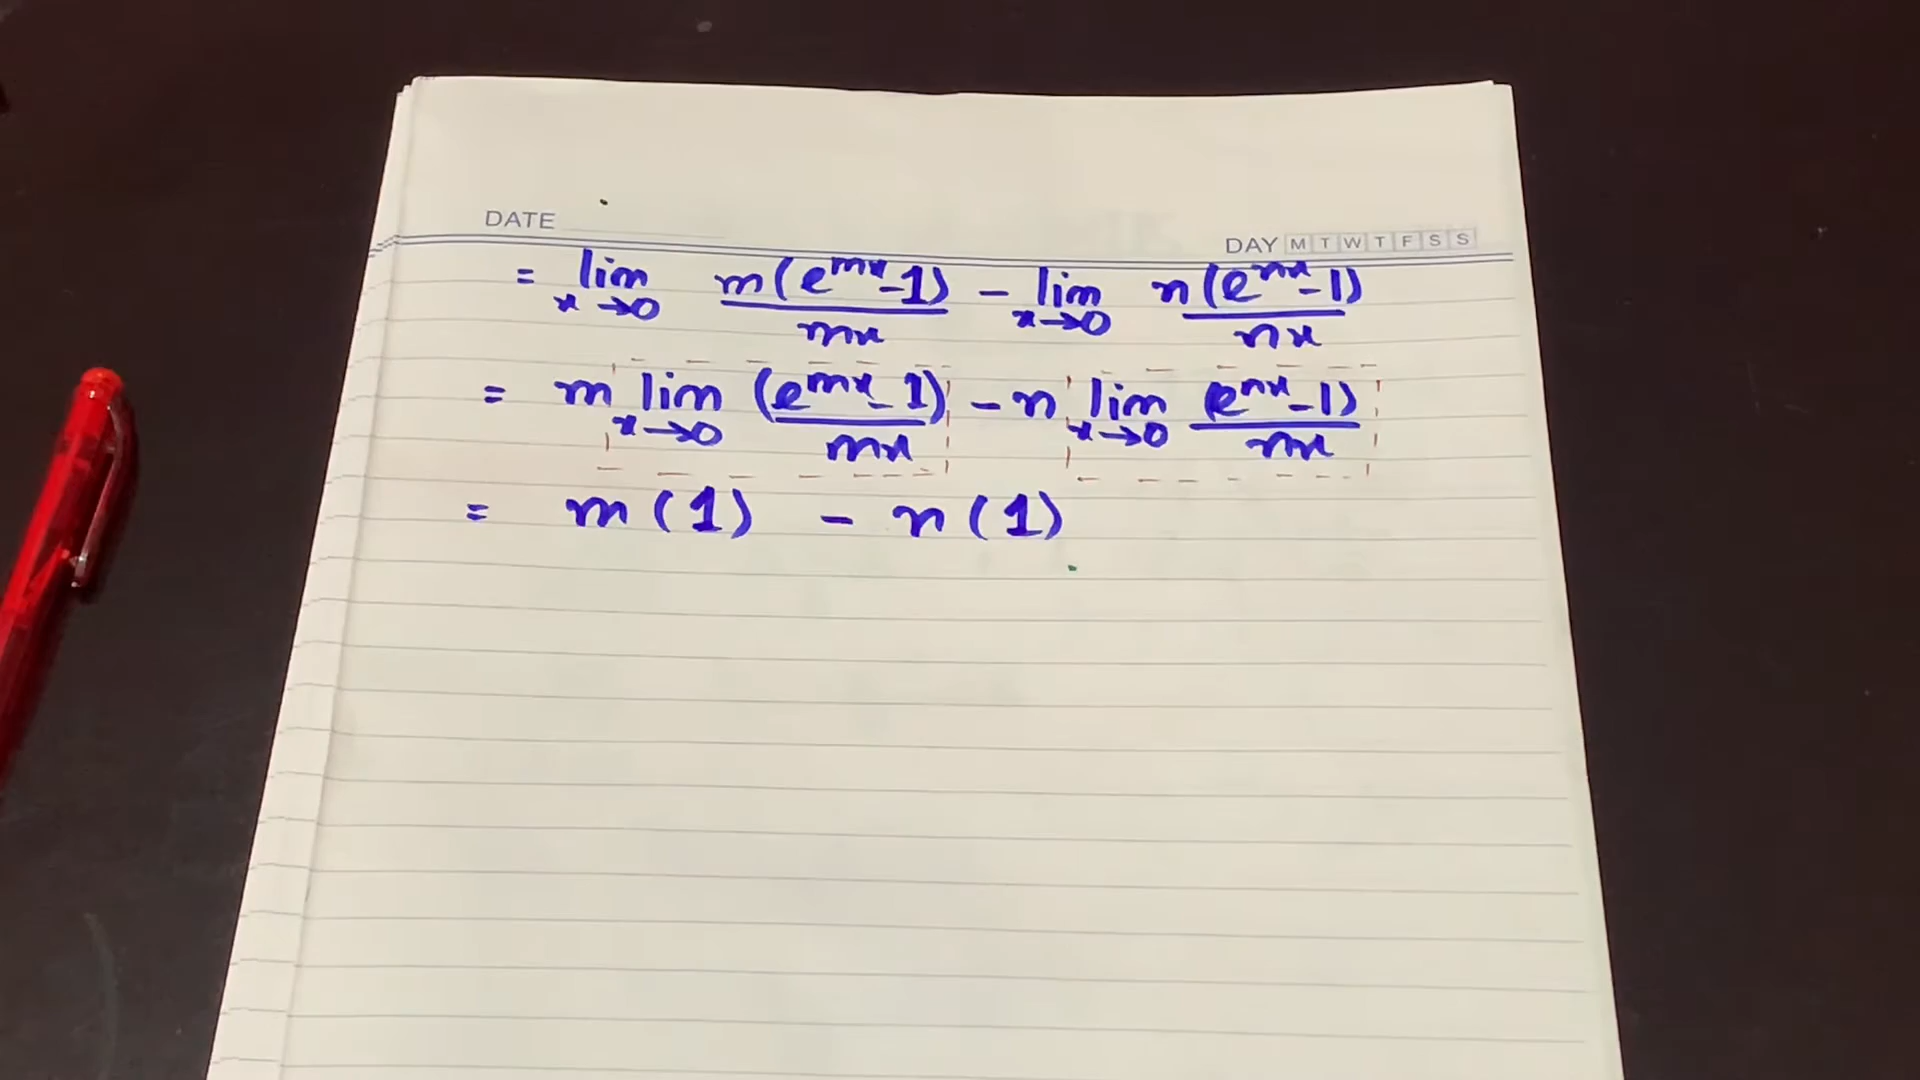 DATE
DAY M T W T F S S
= lim x→0 m(e^mx-1)/mx - lim x→0 n(e^nx-1)/nx
= m lim x→0 (e^mx-1)/mx - n lim x→0 (e^nx-1)/nx
= m(1) - n(1)